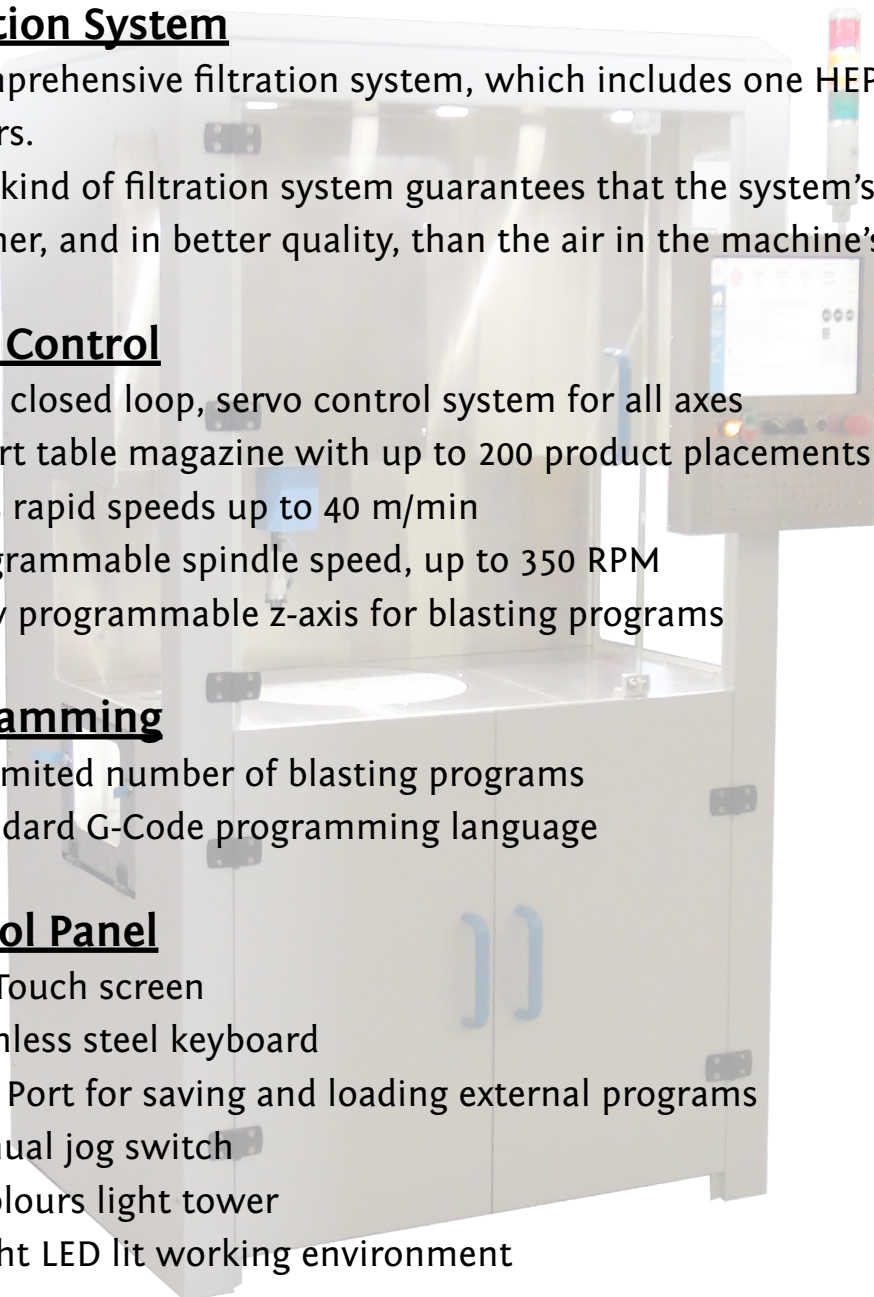 tion System
mprehensive filtration system, which includes one HEP
rs.
kind of filtration system guarantees that the system's
ner, and in better quality, than the air in the machine's
Control
closed loop, servo control system for all axes
rt table magazine with up to 200 product placements
rapid speeds up to 40 m/min
grammable spindle speed, up to 350 RPM
y programmable z-axis for blasting programs
amming
imited number of blasting programs
dard G-Code programming language
ol Panel
Touch screen
nless steel keyboard
Port for saving and loading external programs
nual jog switch
olours light tower
ht LED lit working environment